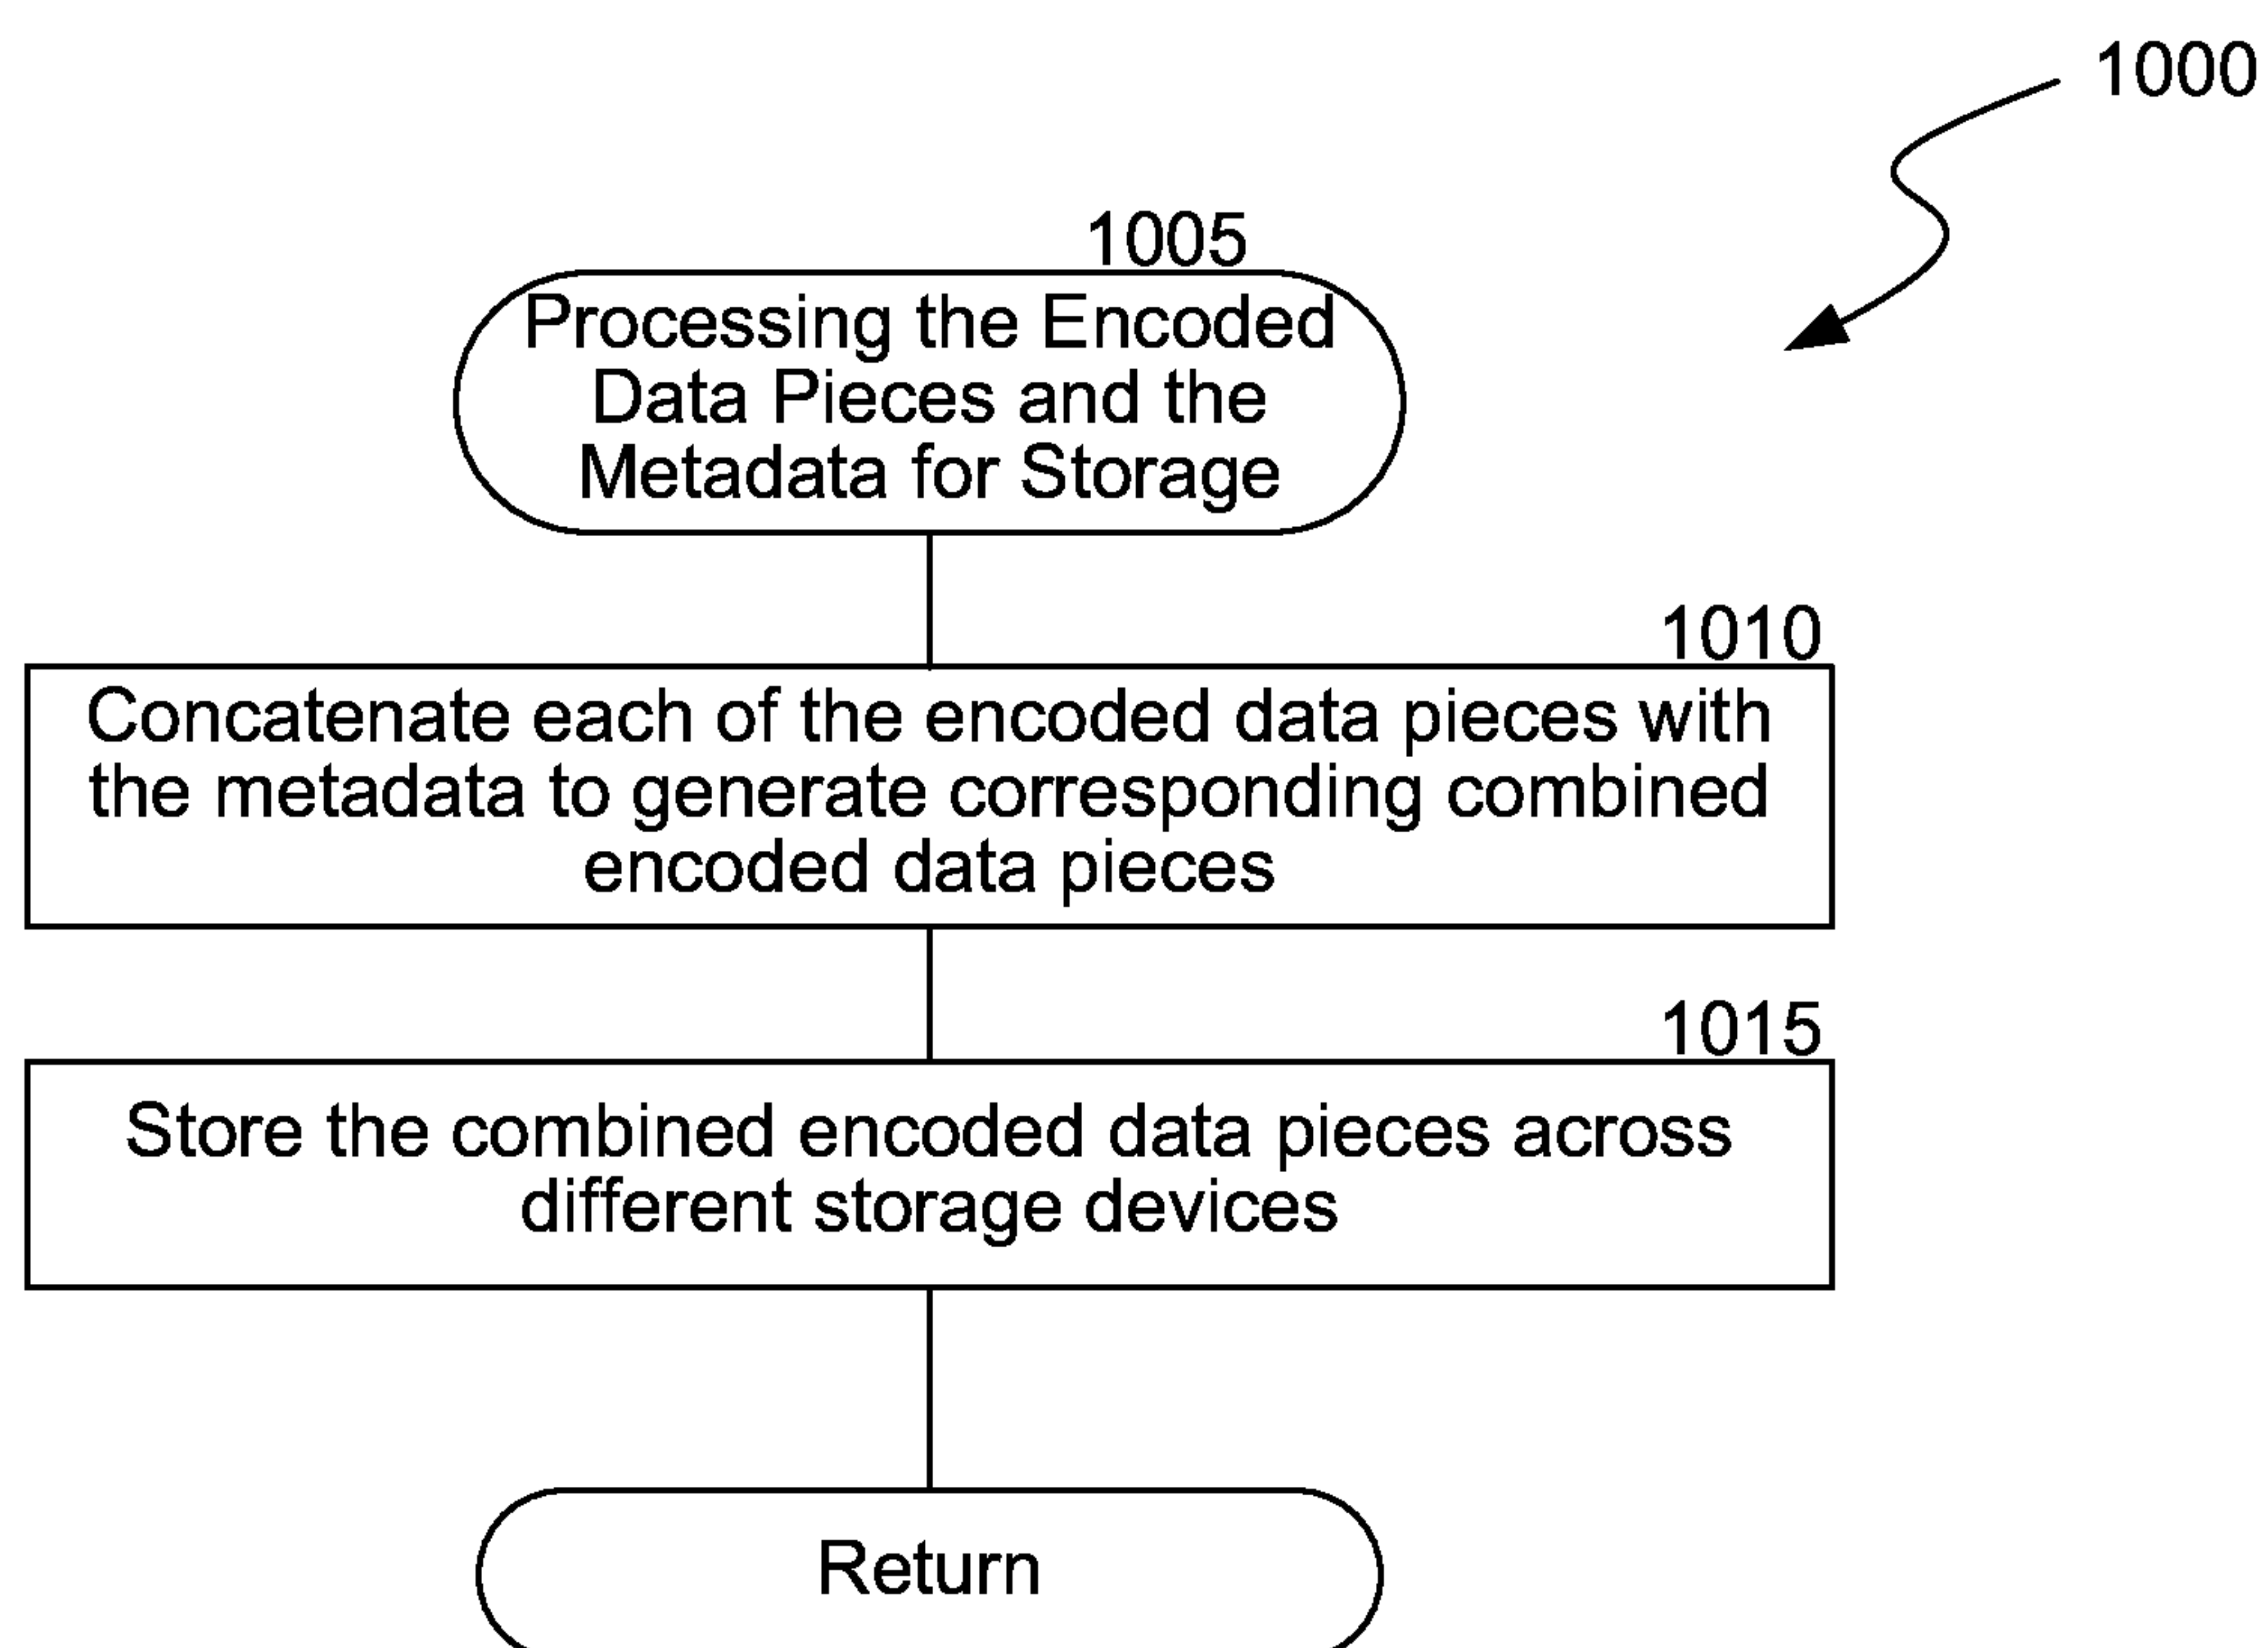 1000
1005
Processing the Encoded
Data Pieces and the
Metadata for Storage
1010
Concatenate each of the encoded data pieces with
the metadata to generate corresponding combined
encoded data pieces
1015
Store the combined encoded data pieces across
different storage devices
Return